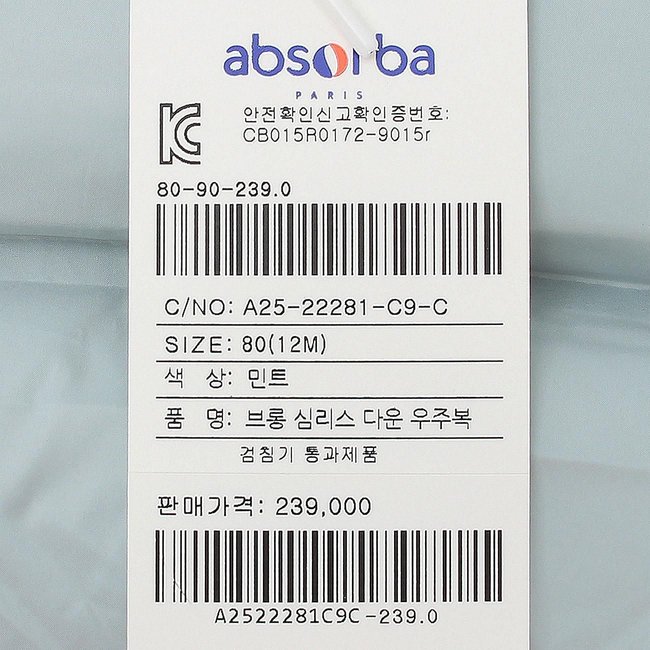 absorba
PARIS
안전확인신고확인증번호:
CB015R0172-9015r
80-90-239.0
C/NO: A25-22281-C9-C
SIZE: 80(12M)
색 상: 민트
품 명: 브롱 심리스 다운 우주복
검침기 통과제품
판매가격: 239,000
A2522281C9C-239.0